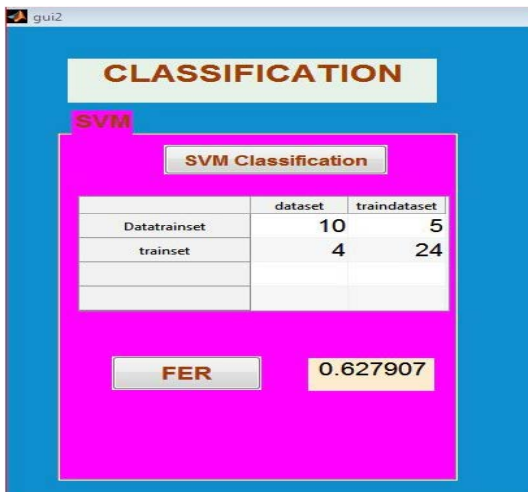 gui2
CLASSIFICATION
SVM
SVM Classification
dataset traindataset
Datatrainset 10 5
trainset 4 24
FER 0.627907